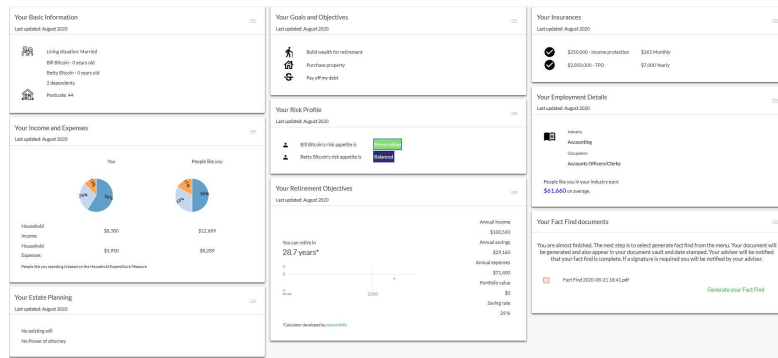 Your Basic Information
Last updated: August 2020
Living situation: Married
Bill Bitcoin - 0 years old
Betty Bitcoin - 0 years old
2 dependents
Postcode: 44
Your Income and Expenses
Last updated: August 2020
You
People like you
Household
Income
$8,380
$12,689
Household
Expenses
$5,950
$8,289
People like you spending is based on the Household Expenditure Measure
Your Estate Planning
Last updated: August 2020
No existing will
No Power of attorney
Your Goals and Objectives
Last updated: August 2020
Build wealth for retirement
Purchase property
Pay off my debt
Your Risk Profile
Last updated: August 2020
Bill Bitcoin's risk appetite is
Preservation
Betty Bitcoin's risk appetite is
Balanced
Your Retirement Objectives
Last updated: August 2020
You can retire in
28.7 years*
2050
Annual Income
$100,560
Annual savings
$29,160
Annual expenses
$71,400
Portfolio value
$0
Saving rate
29 %
*Calculator developed by networthify
Your Insurances
Last updated: August 2020
$250,000 - Income protection
$265 Monthly
$2,050,000 - TPD
$7,000 Yearly
Your Employment Details
Last updated: August 2020
Industry
Accounting
Occupation
Accounts Officers/Clerks
People like you in your industry earn:
$61,660 on average.
Your Fact Find documents
You are almost finished. The next step is to select generate fact find from the menu. Your document will
be generated and also appear in your document vault and date stamped. Your adviser will be notified
that your fact find is complete. If a signature is required you will be notified by your adviser.
Fact Find 2020-08-21 18:41.pdf
Generate your Fact Find